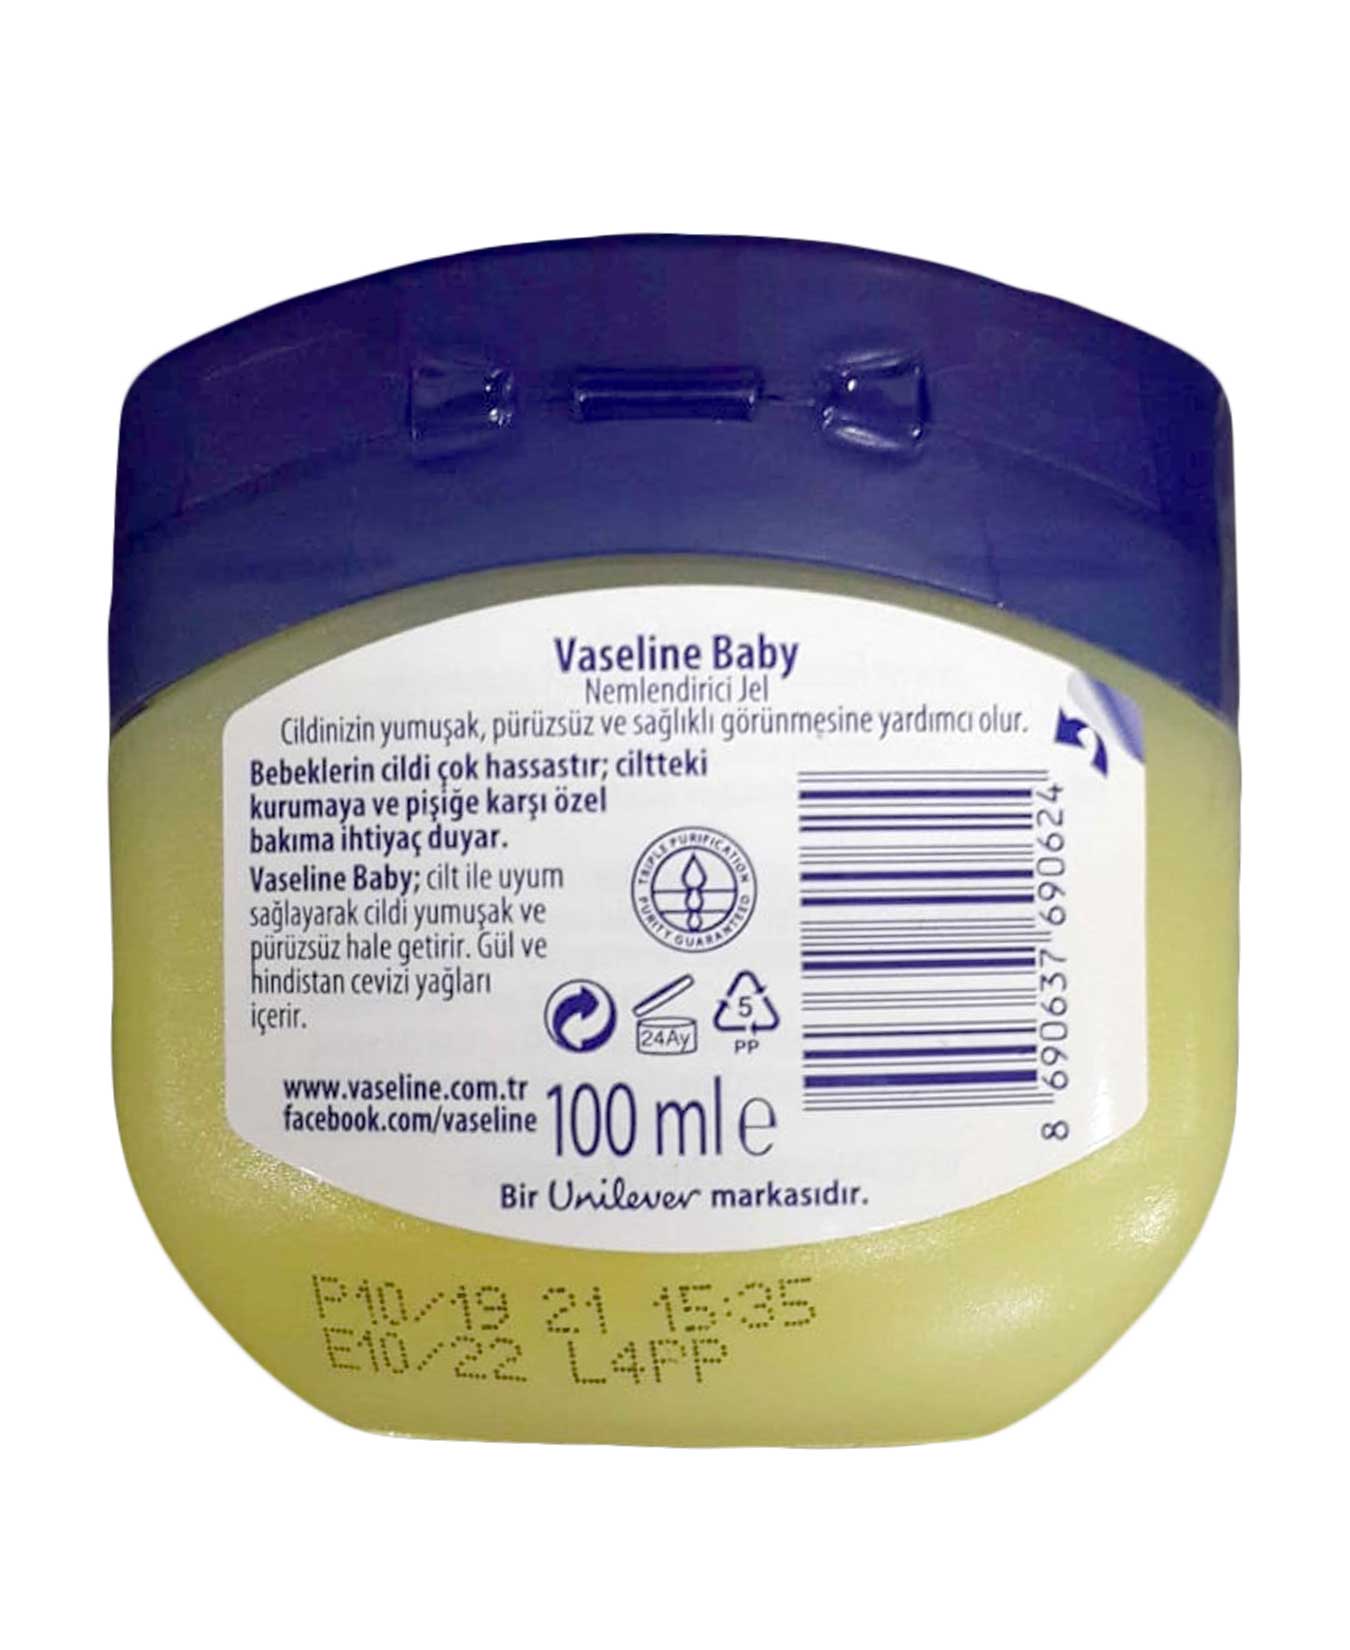 Vaseline Baby
Nemlendirici Jel
Cildinizin yumuşak, pürüzsüz ve sağlıklı görünmesine yardımcı olur.
Bebeklerin cildi çok hassastır; ciltteki
kurumaya ve pişiğe karşı özel
bakıma ihtiyaç duyar.
Vaseline Baby; cilt ile uyum
sağlayarak cildi yumuşak ve
pürüzsüz hale getirir. Gül ve
hindistan cevizi yağları
içerir.
TRIPLE PURIFICATION
PURITY GUARANTEED
24Ay
5
PP
8 690637 690624
www.vaseline.com.tr
facebook.com/vaseline
100 ml e
Bir Unilever markasıdır.
P10/19 21 15:35
E10/22 L4PP